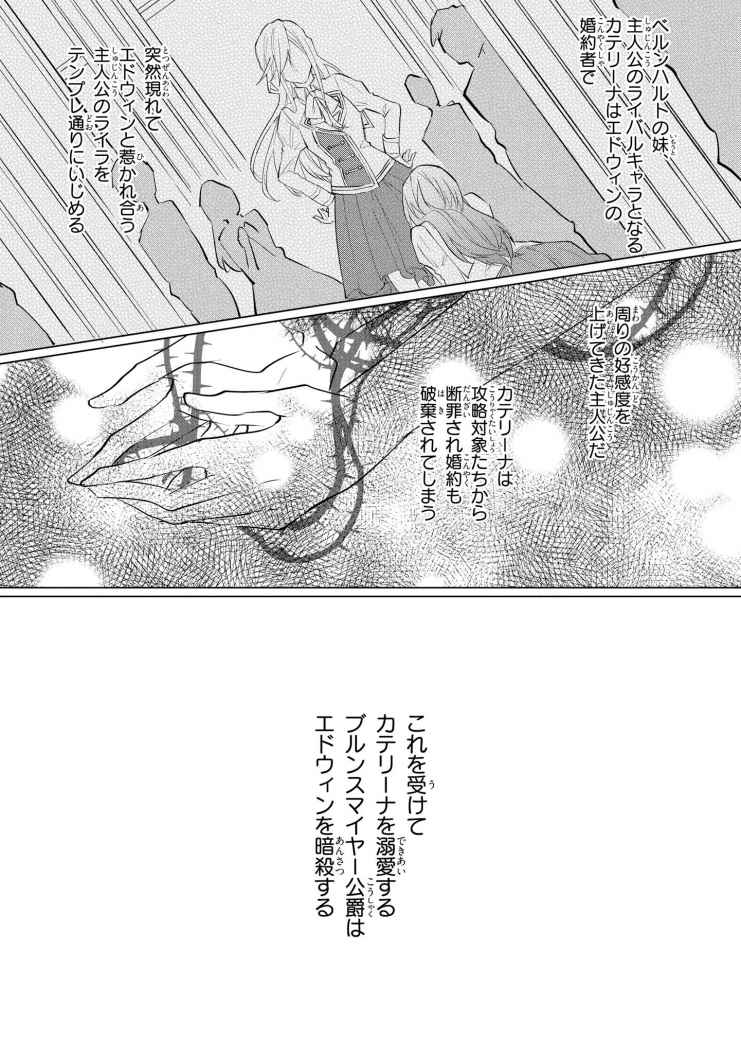 ベルンハルトの妹、
主人公のライバルキャラとなる
カテリーナはエドウィンの
婚約者で
突然現れて
エドウィンと惹かれ合う
主人公のライラを
テンプレ通りにいじめる
周りの好感度を
上げてきた主人公だ
カテリーナは
攻略対象たちから
断罪され婚約も
破棄されてしまう
これを受けて
カテリーナを溺愛する
ブルンスマイヤー公爵は
エドウィンを暗殺する